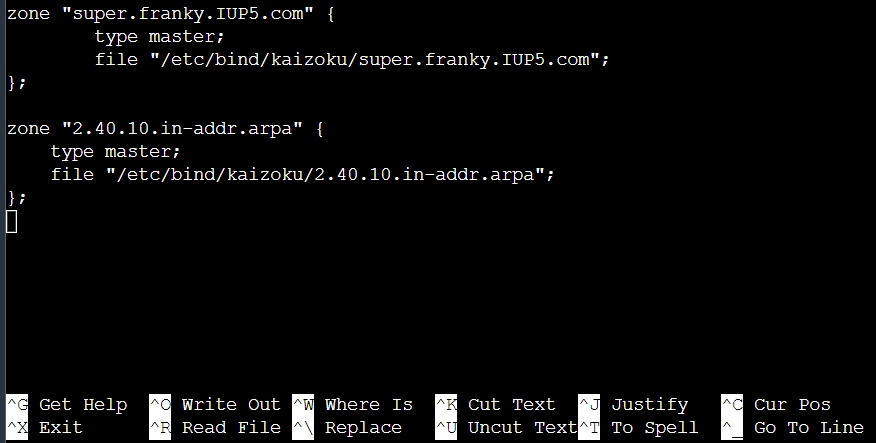 zone "super.franky.IUP5.com" {
        type master;
        file "/etc/bind/kaizoku/super.franky.IUP5.com";
};

zone "2.40.10.in-addr.arpa" {
    type master;
    file "/etc/bind/kaizoku/2.40.10.in-addr.arpa";
};

^G Get Help  ^O Write Out ^W Where Is  ^K Cut Text  ^J Justify   ^C Cur Pos
^X Exit      ^R Read File ^\ Replace   ^U Uncut Text^T To Spell  ^_ Go To Line